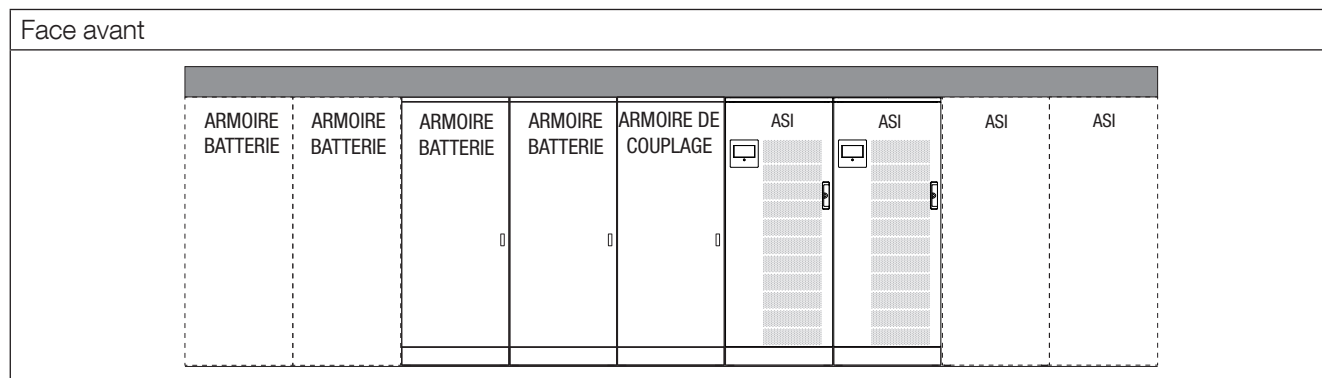 Face avant
ARMOIRE
BATTERIE
ARMOIRE
BATTERIE
ARMOIRE
BATTERIE
ARMOIRE
BATTERIE
ARMOIRE DE
COUPLAGE
ASI
ASI
ASI
ASI